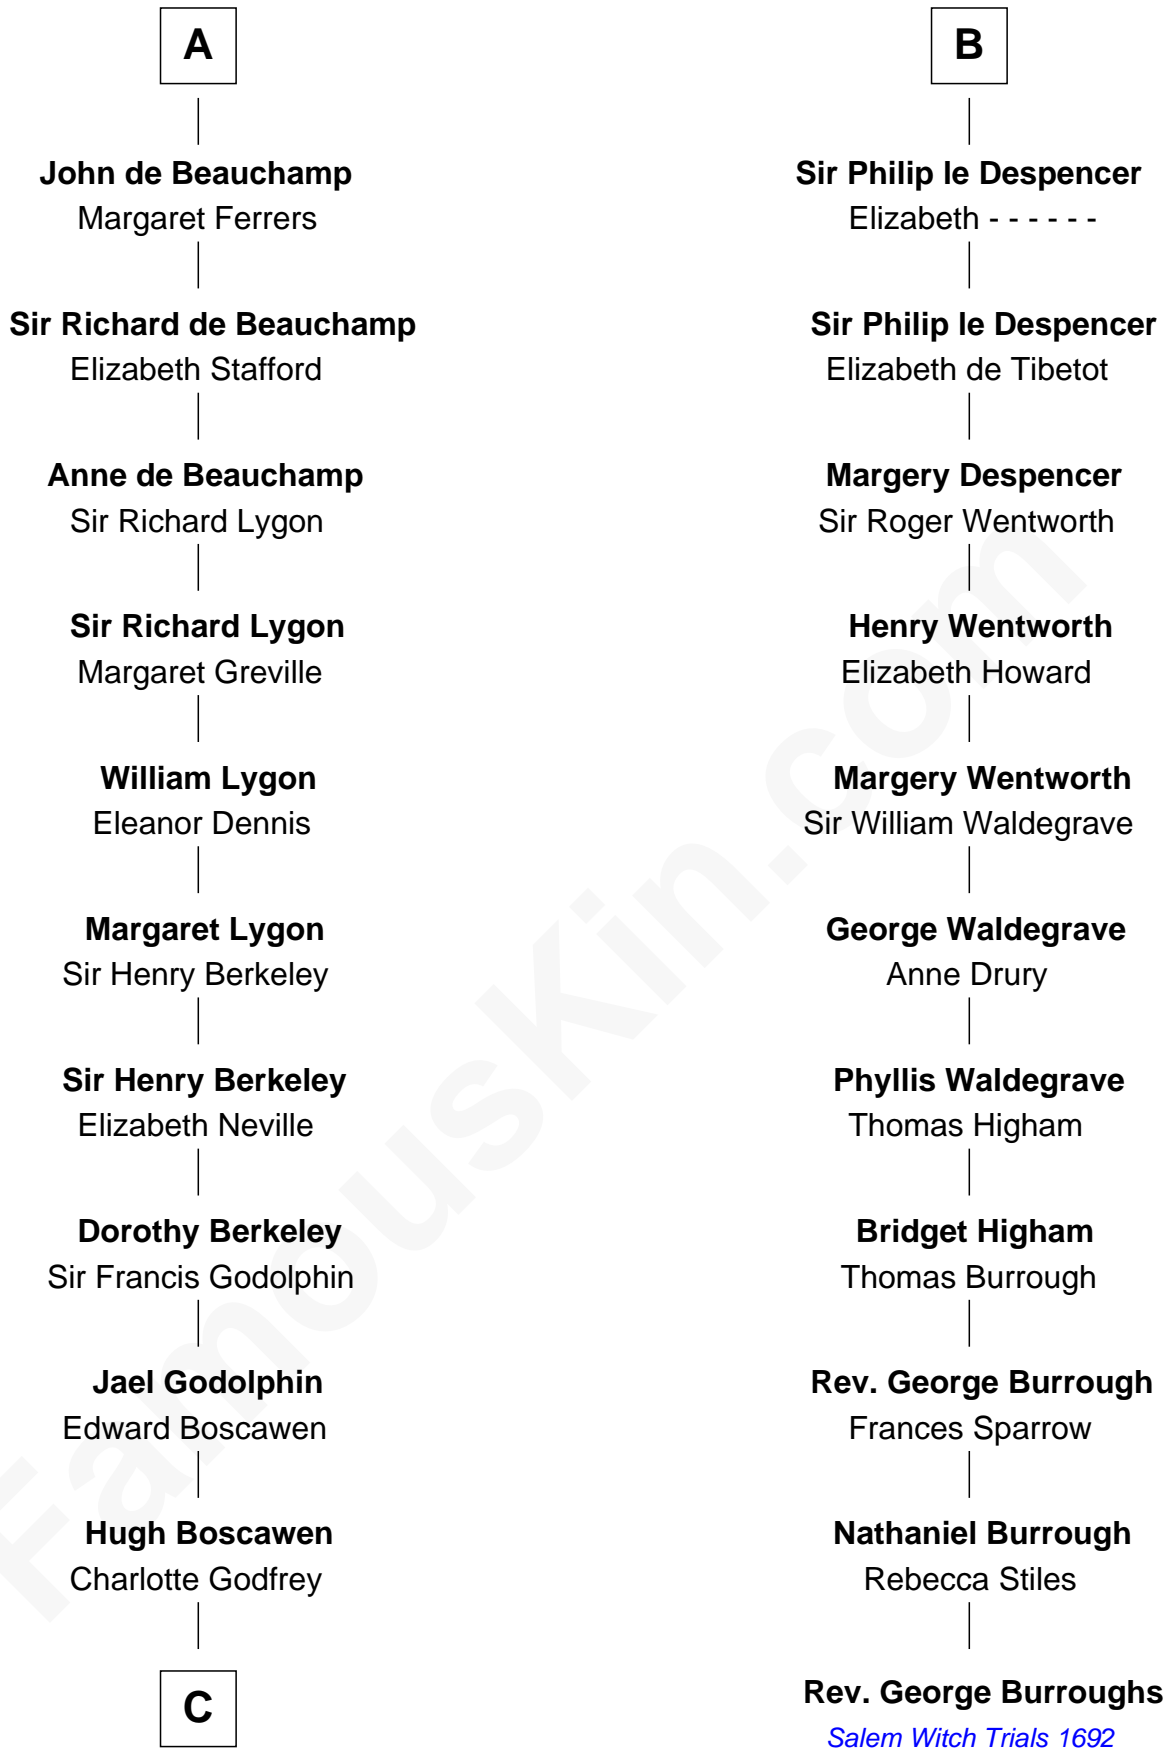 A
John de Beauchamp
Margaret Ferrers
Sir Richard de Beauchamp
Elizabeth Stafford
Anne de Beauchamp
Sir Richard Lygon
Sir Richard Lygon
Margaret Greville
William Lygon
Eleanor Dennis
Margaret Lygon
Sir Henry Berkeley
Sir Henry Berkeley
Elizabeth Neville
Dorothy Berkeley
Sir Francis Godolphin
Jael Godolphin
Edward Boscawen
Hugh Boscawen
Charlotte Godfrey
C
B
Sir Philip le Despencer
Elizabeth - - - - - -
Sir Philip le Despencer
Elizabeth de Tibetot
Margery Despencer
Sir Roger Wentworth
Henry Wentworth
Elizabeth Howard
Margery Wentworth
Sir William Waldegrave
George Waldegrave
Anne Drury
Phyllis Waldegrave
Thomas Higham
Bridget Higham
Thomas Burrough
Rev. George Burrough
Frances Sparrow
Nathaniel Burrough
Rebecca Stiles
Rev. George Burroughs
Salem Witch Trials 1692
FamousKin.com